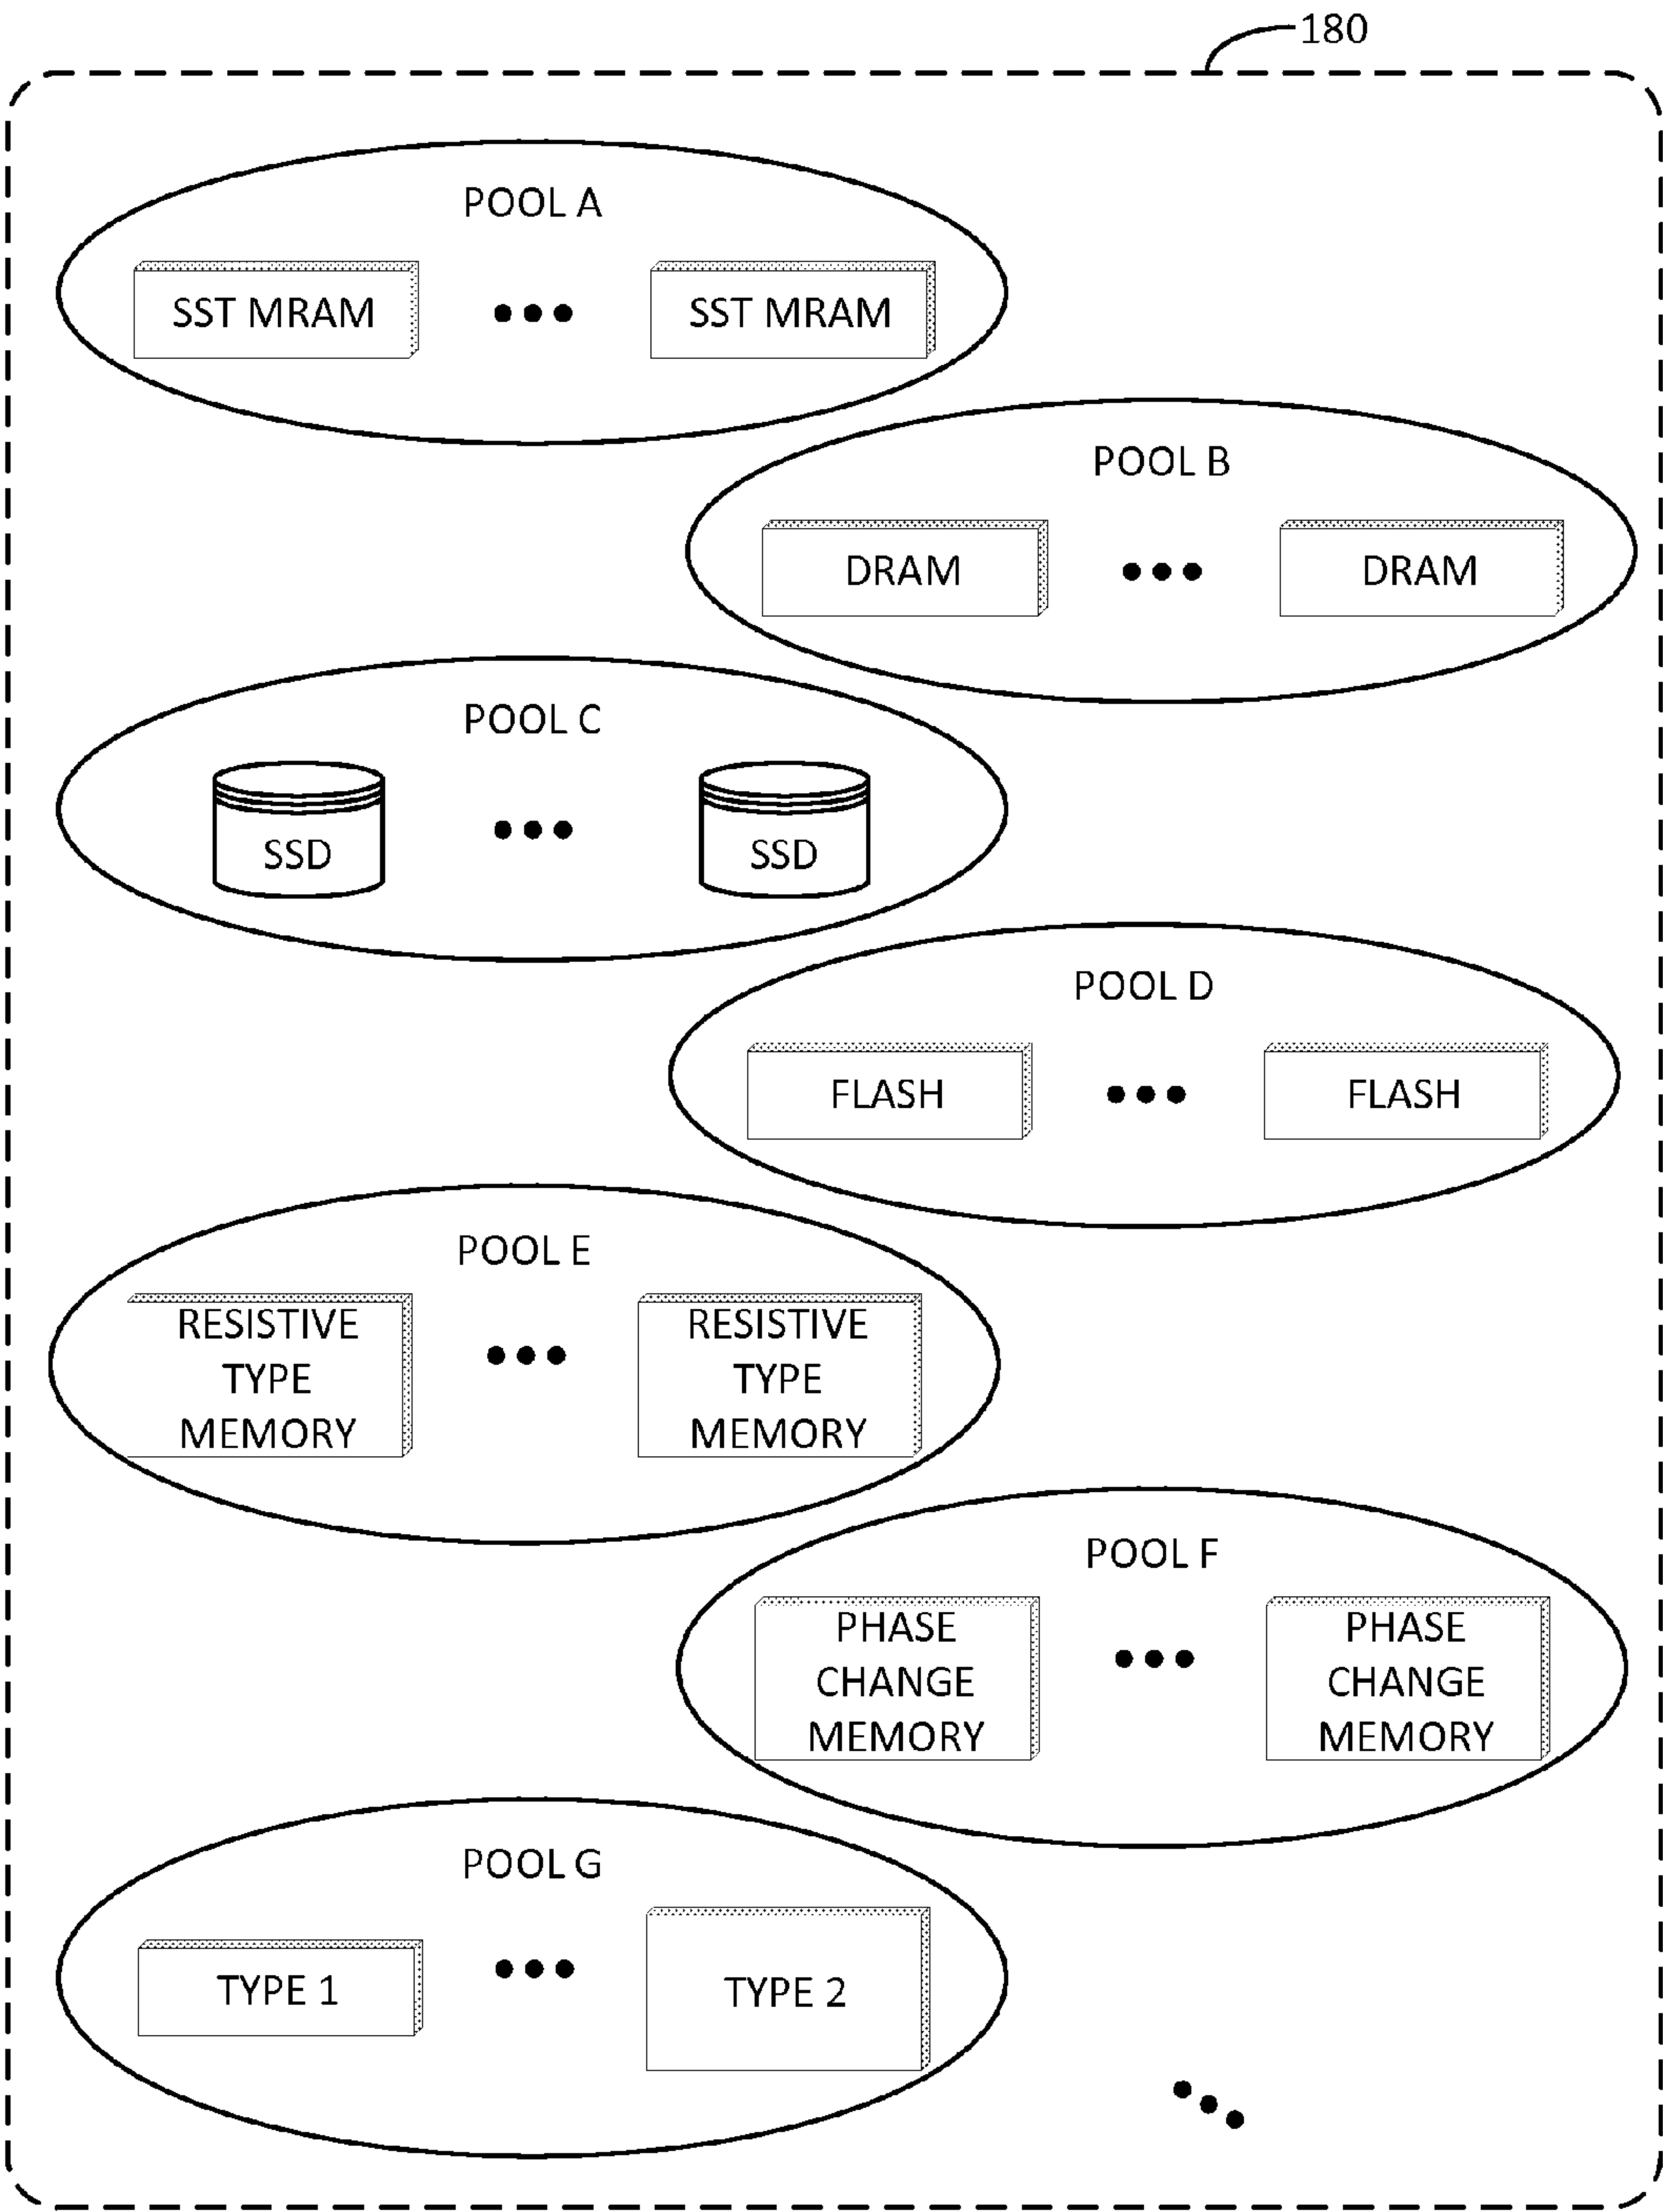 180
POOL A
SST MRAM
SST MRAM
POOL B
DRAM
DRAM
POOL C
SSD
SSD
POOL D
FLASH
FLASH
POOL E
RESISTIVE
TYPE
MEMORY
RESISTIVE
TYPE
MEMORY
POOL F
PHASE
CHANGE
MEMORY
PHASE
CHANGE
MEMORY
POOL G
TYPE 1
TYPE 2